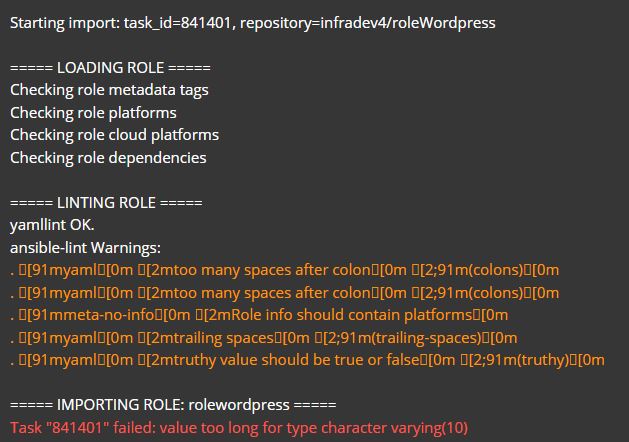 Starting import: task_id=841401, repository=infradev4/roleWordpress
===== LOADING ROLE =====
Checking role metadata tags
Checking role platforms
Checking role cloud platforms
Checking role dependencies
===== LINTING ROLE =====
yamllint OK.
ansible-lint Warnings:
. ▯[91myaml▯[0m ▯[2mtoo many spaces after colon▯[0m ▯[2;91m(colons)▯[0m
. ▯[91myaml▯[0m ▯[2mtoo many spaces after colon▯[0m ▯[2;91m(colons)▯[0m
. ▯[91mmeta-no-info▯[0m ▯[2mRole info should contain platforms▯[0m
. ▯[91myaml▯[0m ▯[2mtrailing spaces▯[0m ▯[2;91m(trailing-spaces)▯[0m
. ▯[91myaml▯[0m ▯[2mtruthy value should be true or false▯[0m ▯[2;91m(truthy)▯[0m
===== IMPORTING ROLE: rolewordpress =====
Task "841401" failed: value too long for type character varying(10)